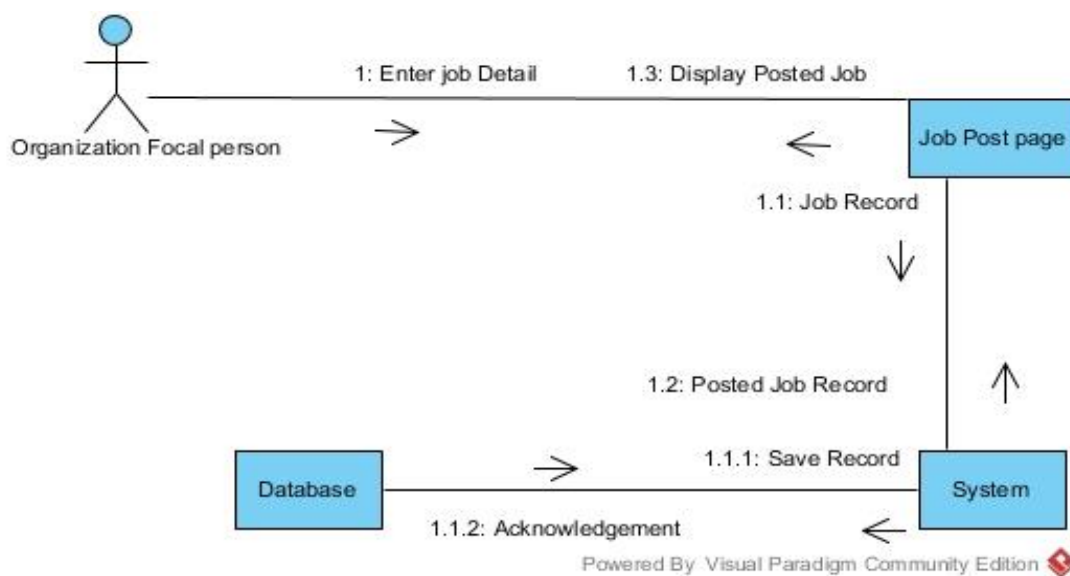 1: Enter job Detail
1.3: Display Posted Job
Organization Focal person
Job Post page
1.1: Job Record
1.2: Posted Job Record
1.1.1: Save Record
Database
System
1.1.2: Acknowledgement
Powered By Visual Paradigm Community Edition